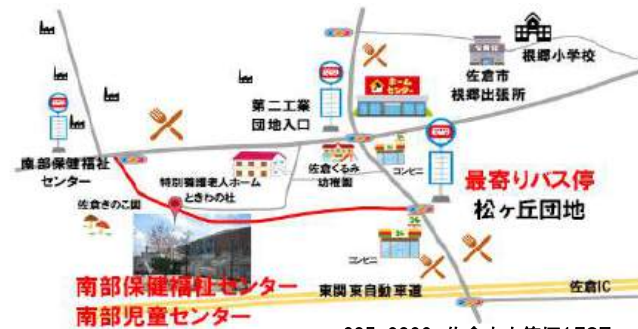 根郷小学校
佐倉市
根郷出張所
ホーム
センター
第二工業
団地入口
南部保健福祉
センター
特別養護老人ホーム
ときわの杜
佐倉くるみ
幼稚園
コンビニ
最寄りバス停
松ヶ丘団地
佐倉きのこ園
コンビニ
南部保健福祉センター
南部児童センター
東関東自動車道
佐倉IC